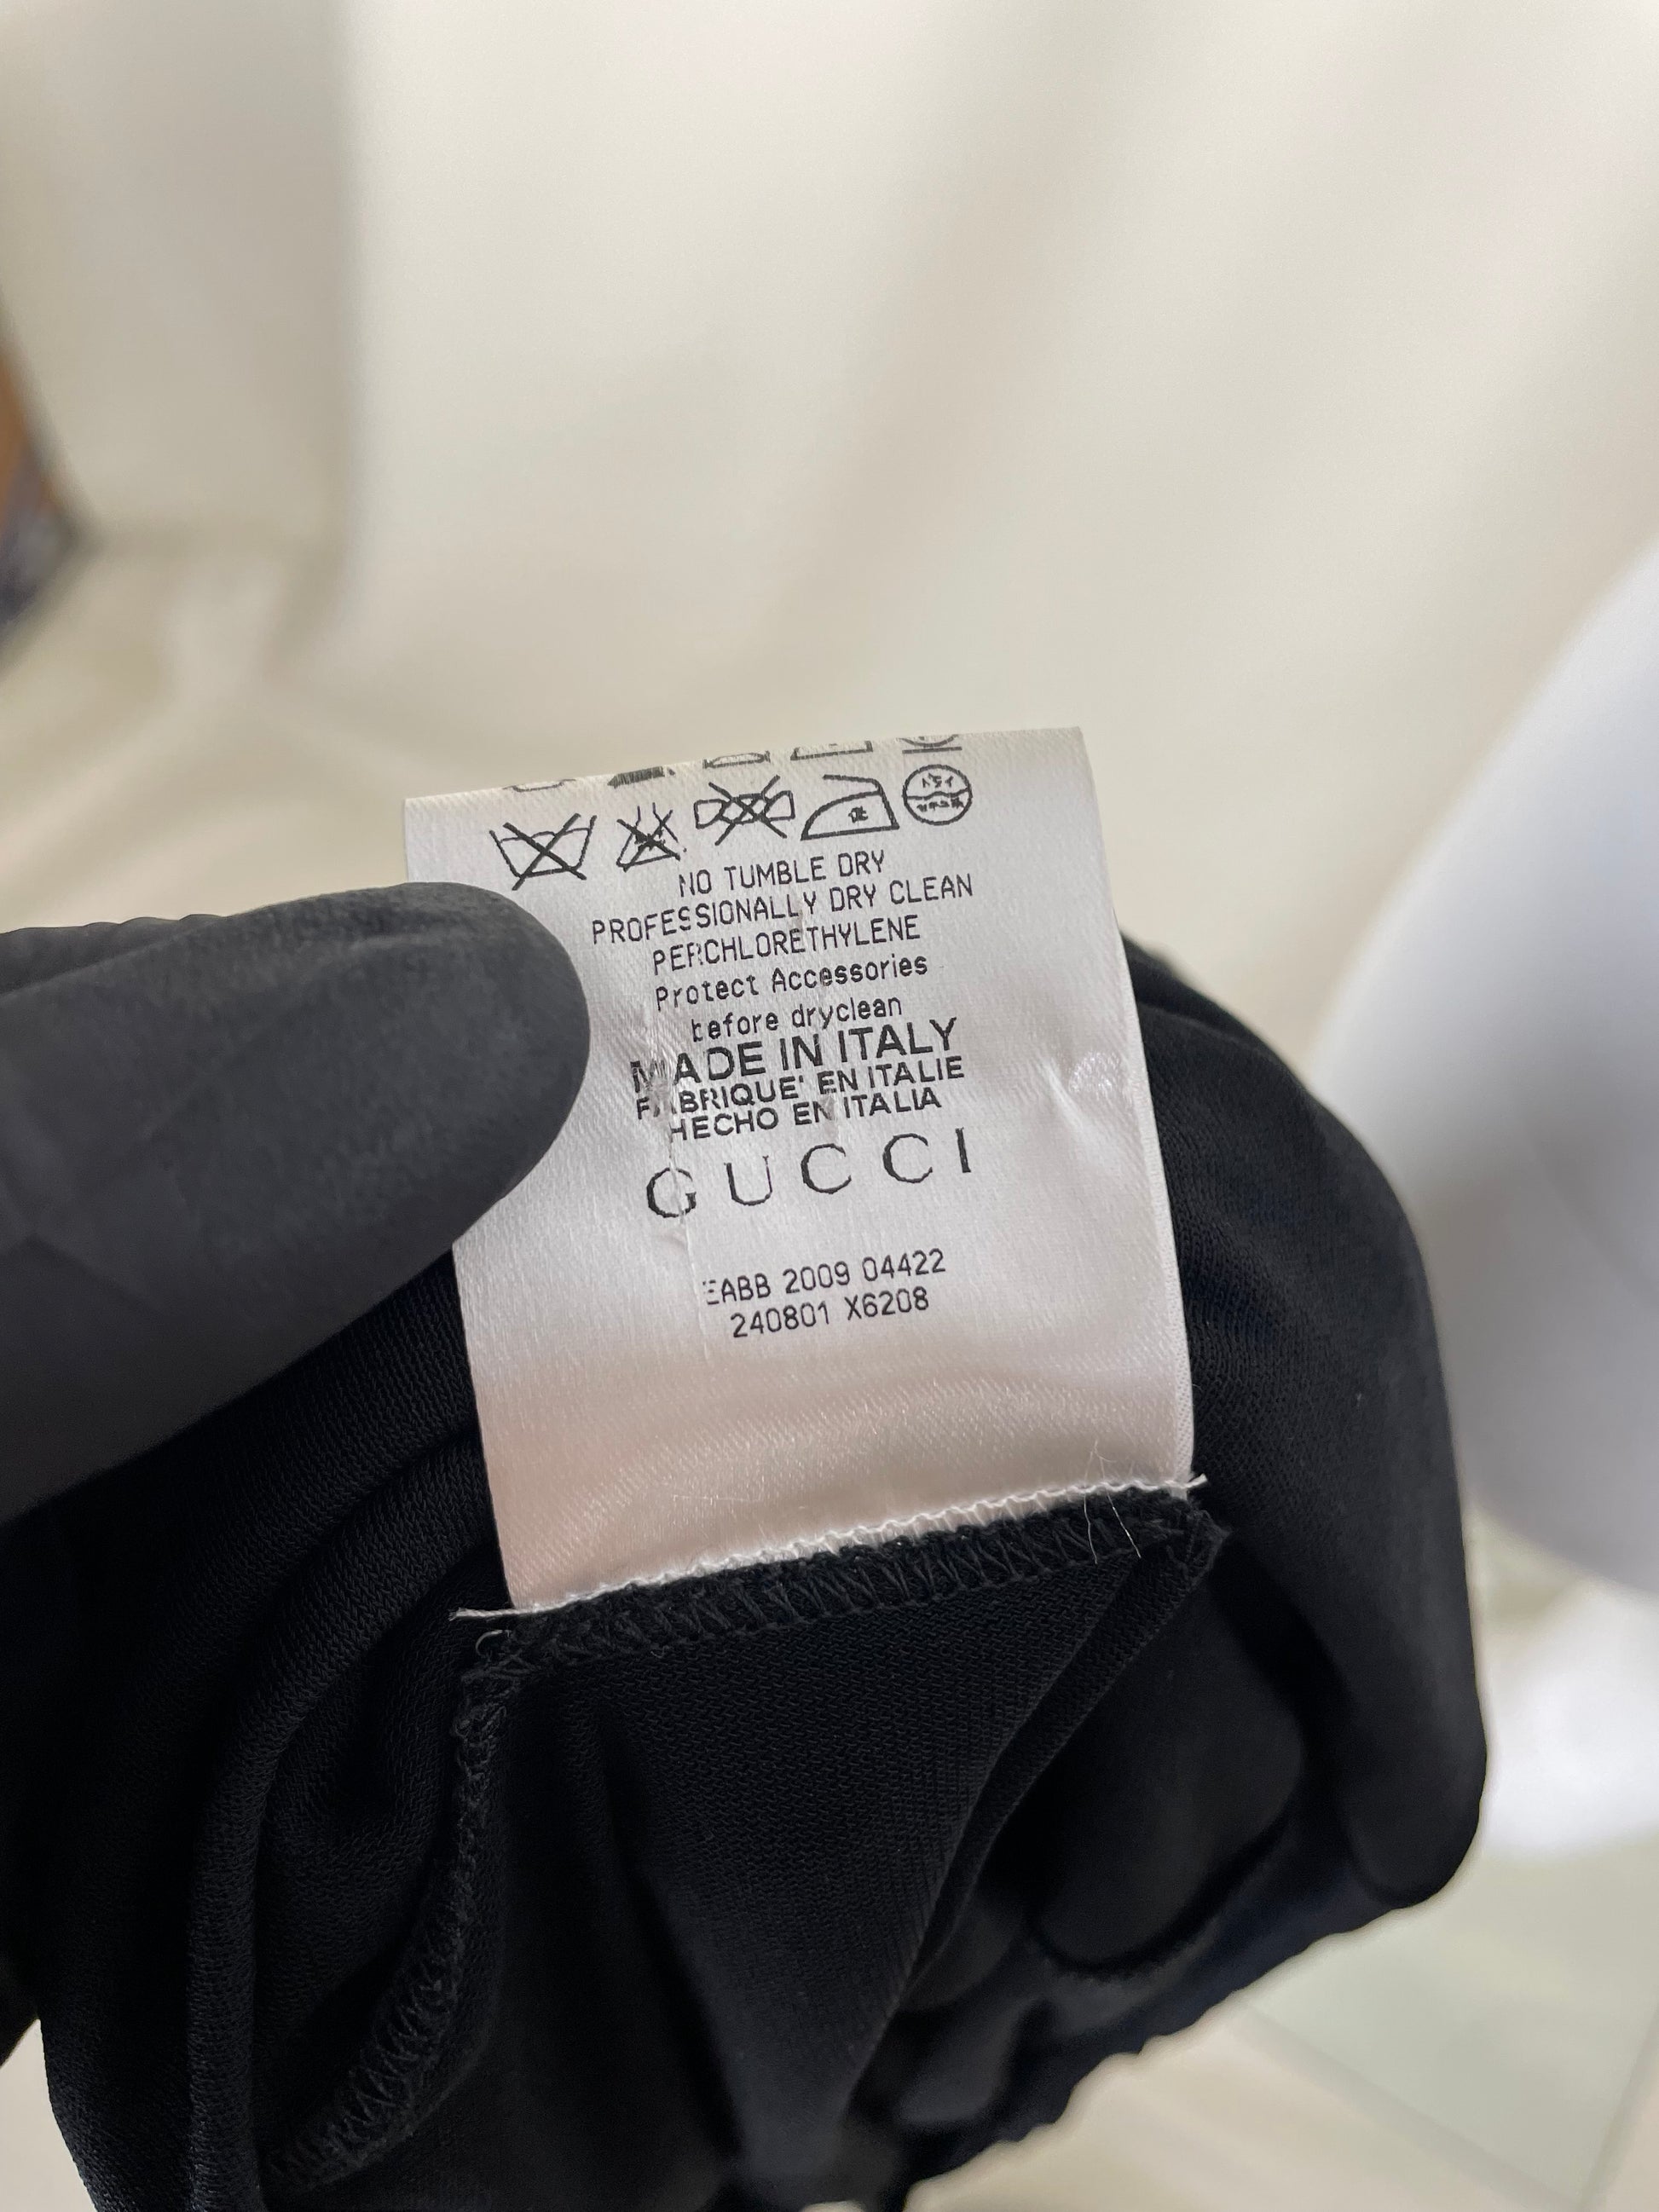 NO TUMBLE DRY
PROFESSIONALLY DRY CLEAN
PERCHLORETHYLENE
Protect Accessories
before dryclean
MADE IN ITALY
FABRIQUE' EN ITALIE
HECHO EN ITALIA
GUCCI
EABB 2009 04422
240801 X6208